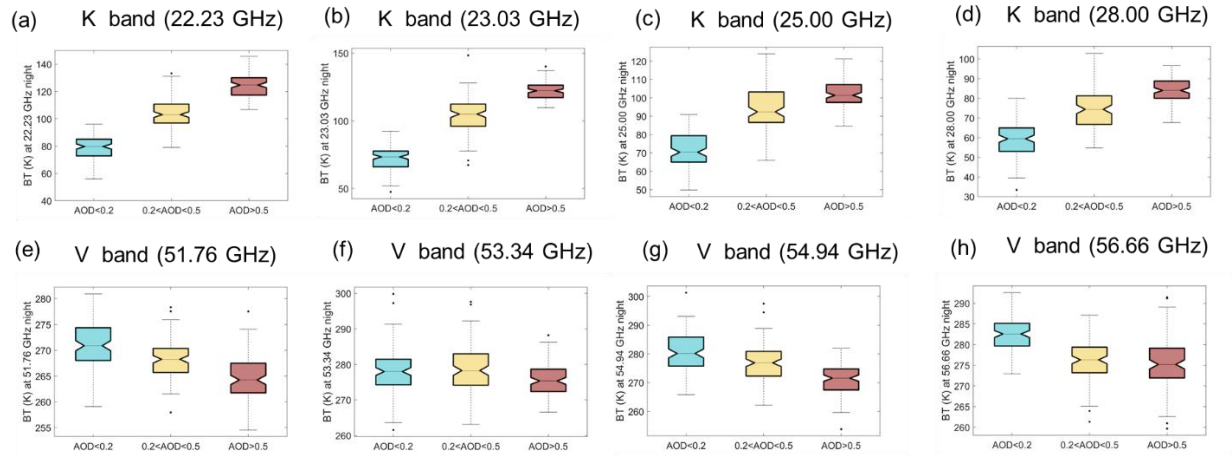 (a) K band (22.23 GHz)
BT (K) at 22.23 GHz night
140
120
100
80
60
40
AOD<0.2 0.2<AOD<0.5 AOD>0.5
(b) K band (23.03 GHz)
BT (K) at 23.03 GHz night
150
100
50
AOD<0.2 0.2<AOD<0.5 AOD>0.5
(c) K band (25.00 GHz)
BT (K) at 25.00 GHz night
120
110
100
90
80
70
60
50
AOD<0.2 0.2<AOD<0.5 AOD>0.5
(d) K band (28.00 GHz)
BT (K) at 28.00 GHz night
100
90
80
70
60
50
40
30
AOD<0.2 0.2<AOD<0.5 AOD>0.5
(e) V band (51.76 GHz)
BT (K) at 51.76 GHz night
280
275
270
265
260
255
AOD<0.2 0.2<AOD<0.5 AOD>0.5
(f) V band (53.34 GHz)
BT (K) at 53.34 GHz night
300
290
280
270
260
AOD<0.2 0.2<AOD<0.5 AOD>0.5
(g) V band (54.94 GHz)
BT (K) at 54.94 GHz night
300
290
280
270
260
AOD<0.2 0.2<AOD<0.5 AOD>0.5
(h) V band (56.66 GHz)
BT (K) at 56.66 GHz night
290
285
280
275
270
265
260
AOD<0.2 0.2<AOD<0.5 AOD>0.5